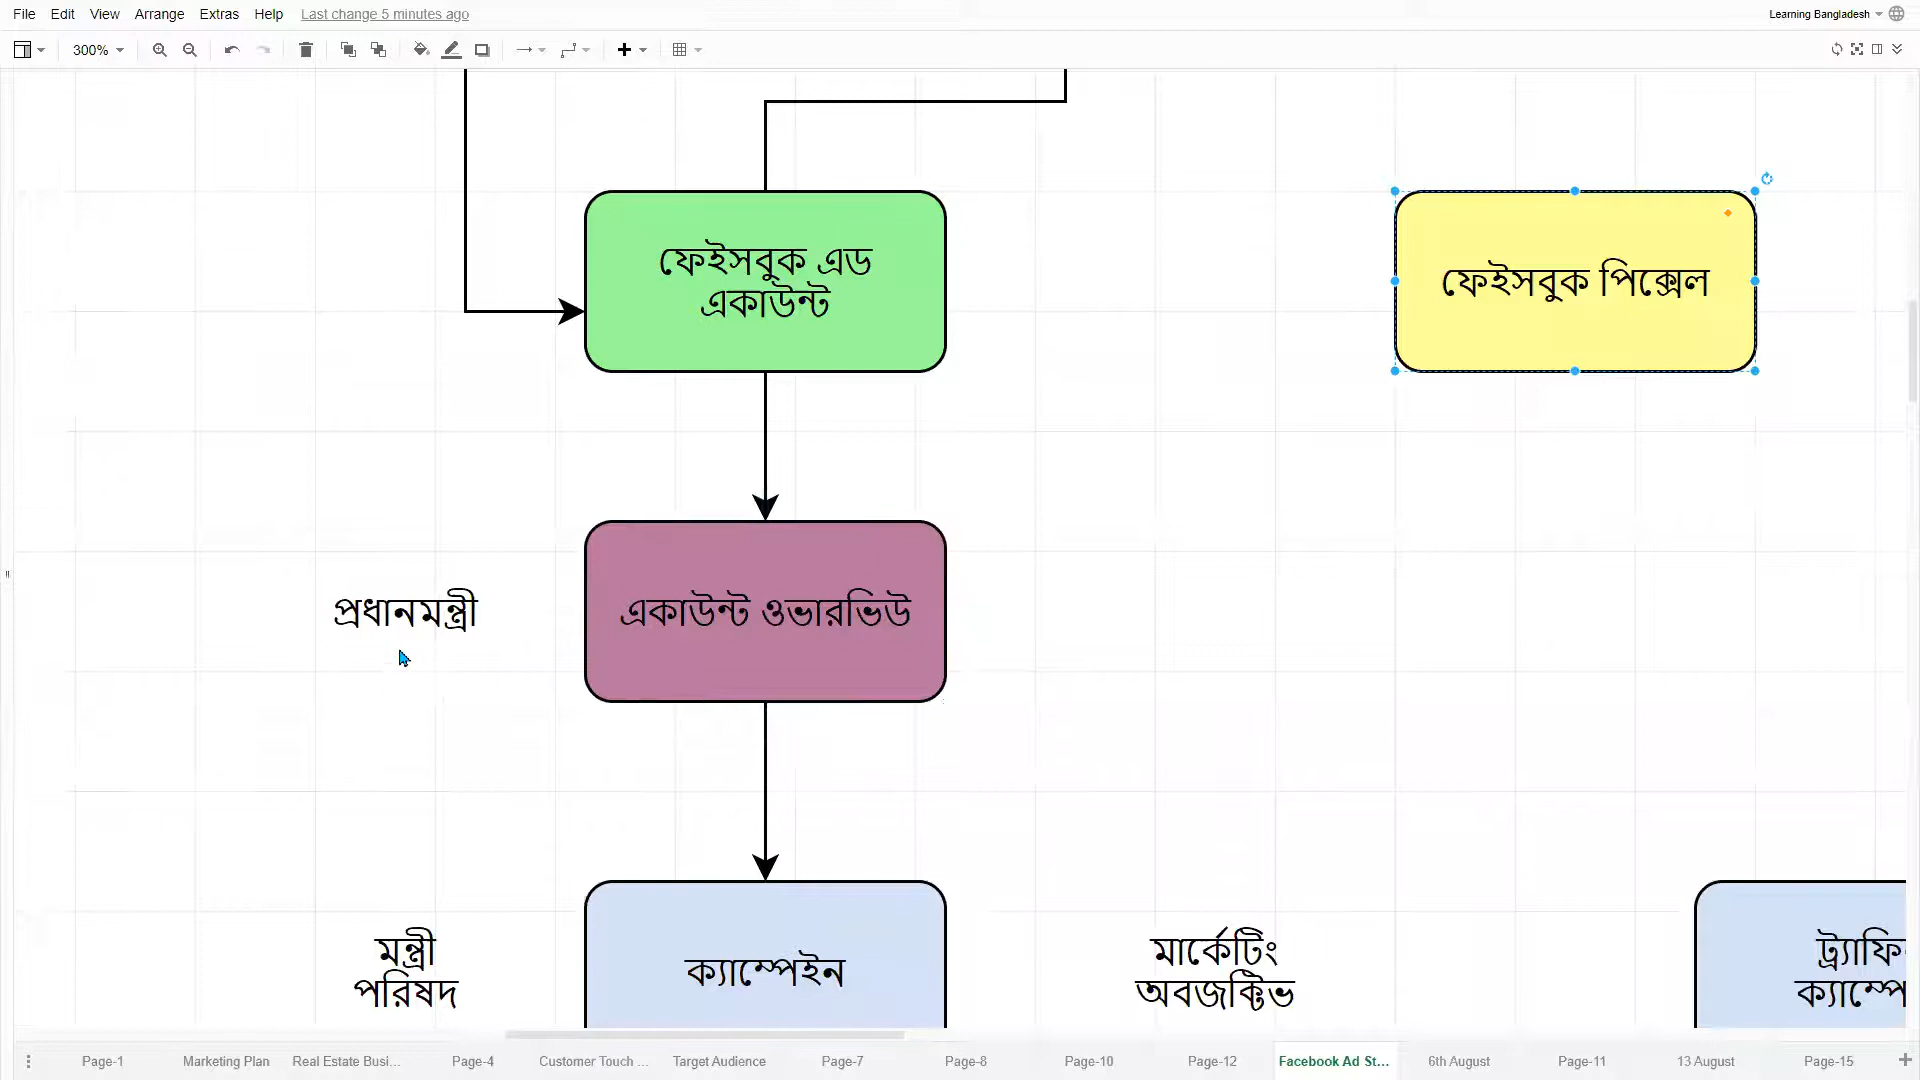 File Edit View Arrange Extras Help Last change 5 minutes ago Learning Bangladesh
300%
ফেইসবুক এড
একাউন্ট
ফেইসবুক পিক্সেল
প্রধানমন্ত্রী
একাউন্ট ওভারভিউ
মন্ত্রী
পরিষদ
ক্যাম্পেইন
মার্কেটিং
অবজেক্টিভ
Page-1 Marketing Plan Real Estate Busi... Page-4 Customer Touch ... Target Audience Page-7 Page-8 Page-10 Page-12 Facebook Ad St... 6th August Page-11 13 August Page-15